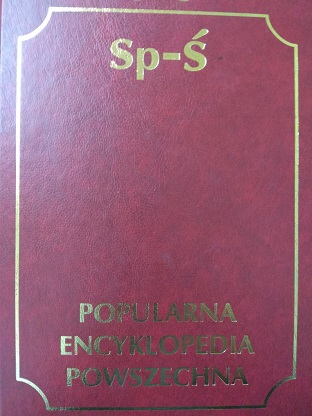 Sp-Ś
POPULARNA
ENCYKLOPEDIA
POWSZECHNA